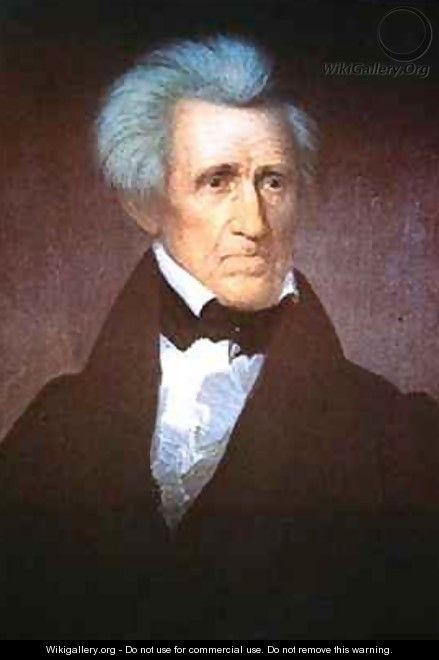 WikiGallery.Org
Wikigallery.org - Do not use for commercial use. Do not remove this warning.